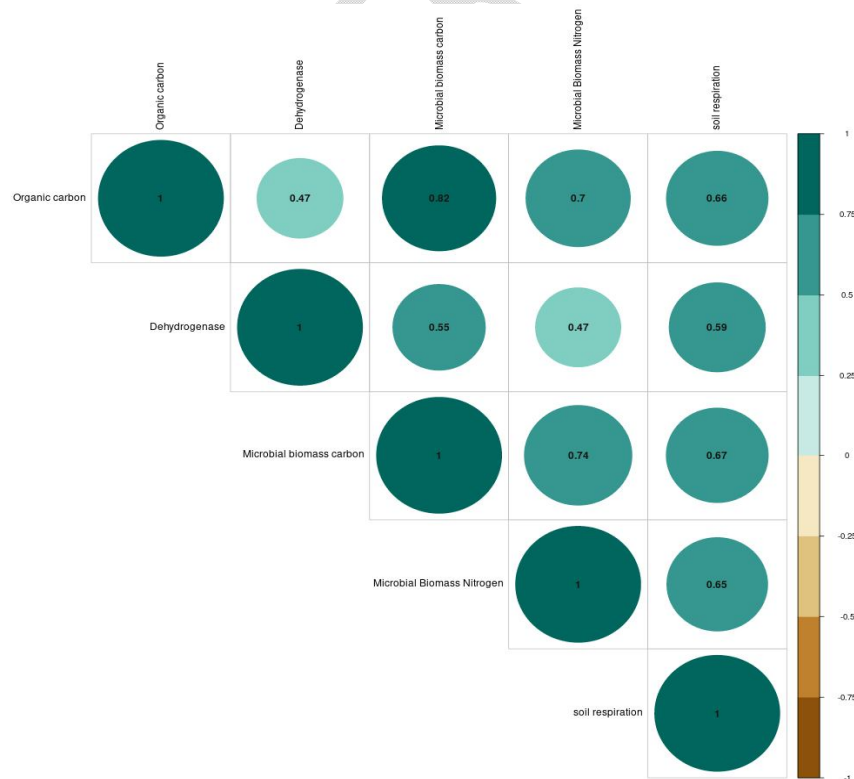 Organic carbon
Dehydrogenase
Microbial biomass carbon
Microbial Biomass Nitrogen
soil respiration
Organic carbon 1 0.47 0.82 0.7 0.66
Dehydrogenase 1 0.55 0.47 0.59
Microbial biomass carbon 1 0.74 0.67
Microbial Biomass Nitrogen 1 0.65
soil respiration 1
1
0.75
0.5
0.25
0
-0.25
-0.5
-0.75
-1